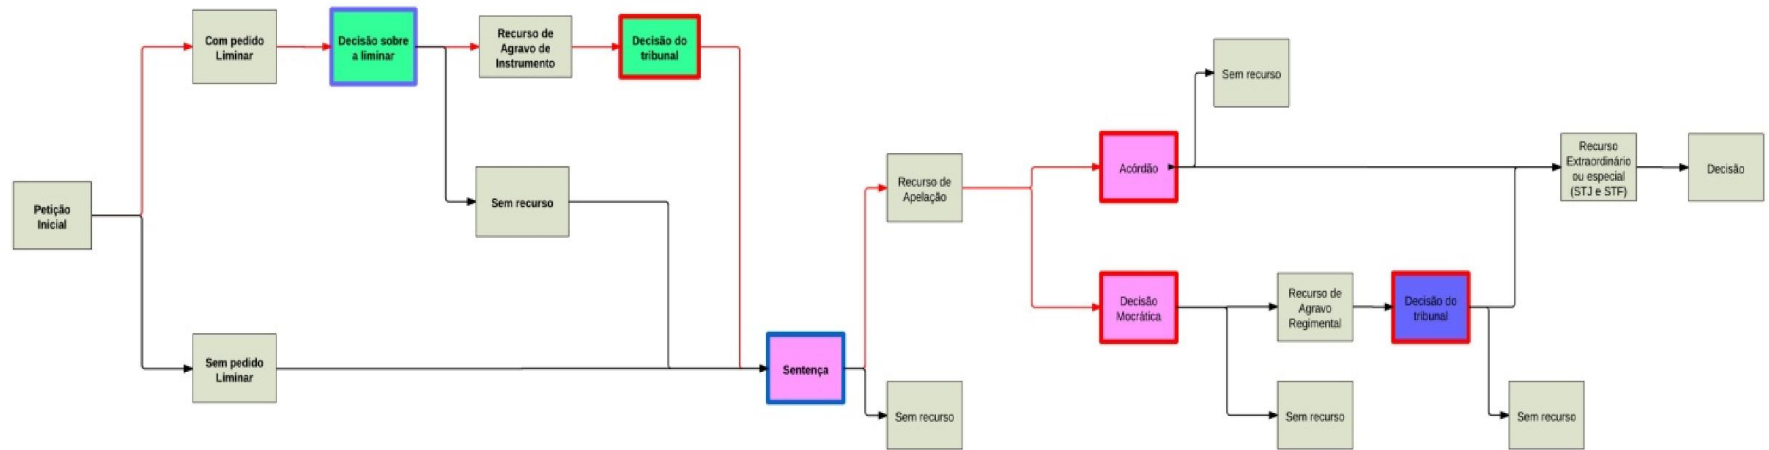 Petição
Inicial
Com pedido
Liminar
Decisão sobre
a liminar
Recurso de
Agravo de
Instrumento
Decisão do
tribunal
Sem recurso
Sem pedido
Liminar
Sentença
Recurso de
Apelação
Sem recurso
Acórdão
Sem recurso
Decisão
Mocrática
Recurso de
Agravo
Regimental
Decisão do
tribunal
Sem recurso
Sem recurso
Recurso
Extraordinário
ou especial
(STJ e STF)
Decisão